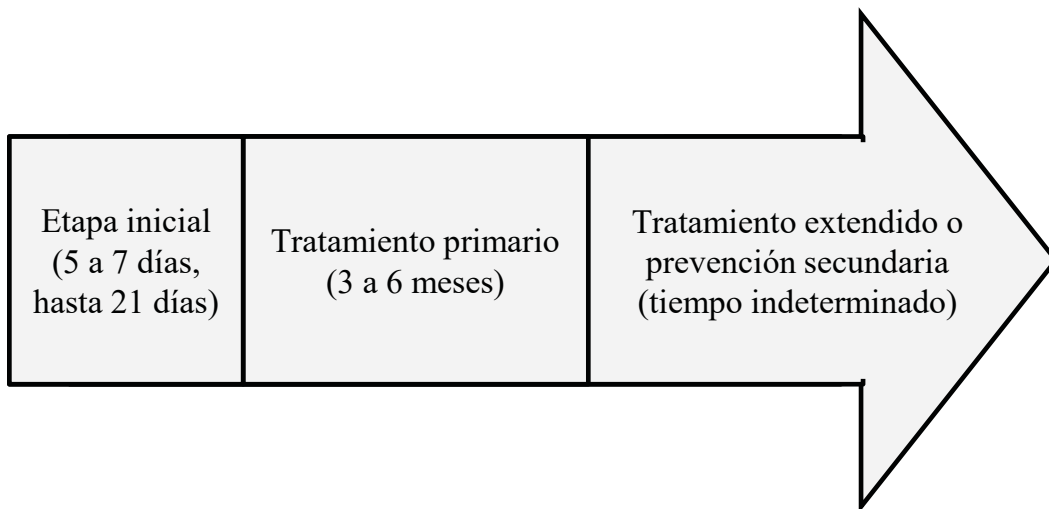 Etapa inicial
(5 a 7 días,
hasta 21 días)
Tratamiento primario
(3 a 6 meses)
Tratamiento extendido o
prevención secundaria
(tiempo indeterminado)